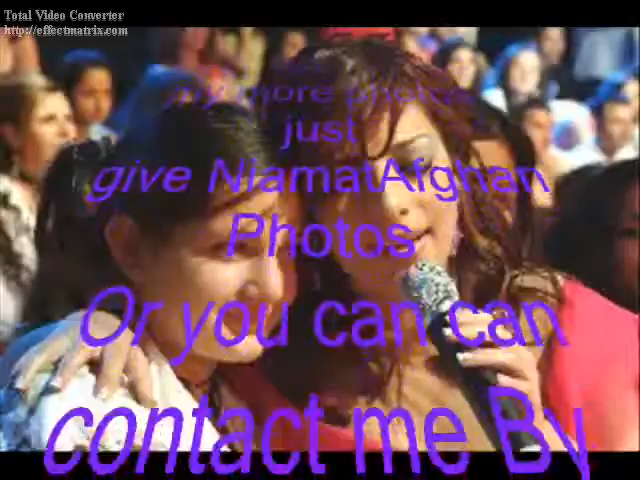 Total Video Converter
http://effectmatrix.com
my more photos
just
give NIamatAfghan
Photos
Or you can can
contact me By